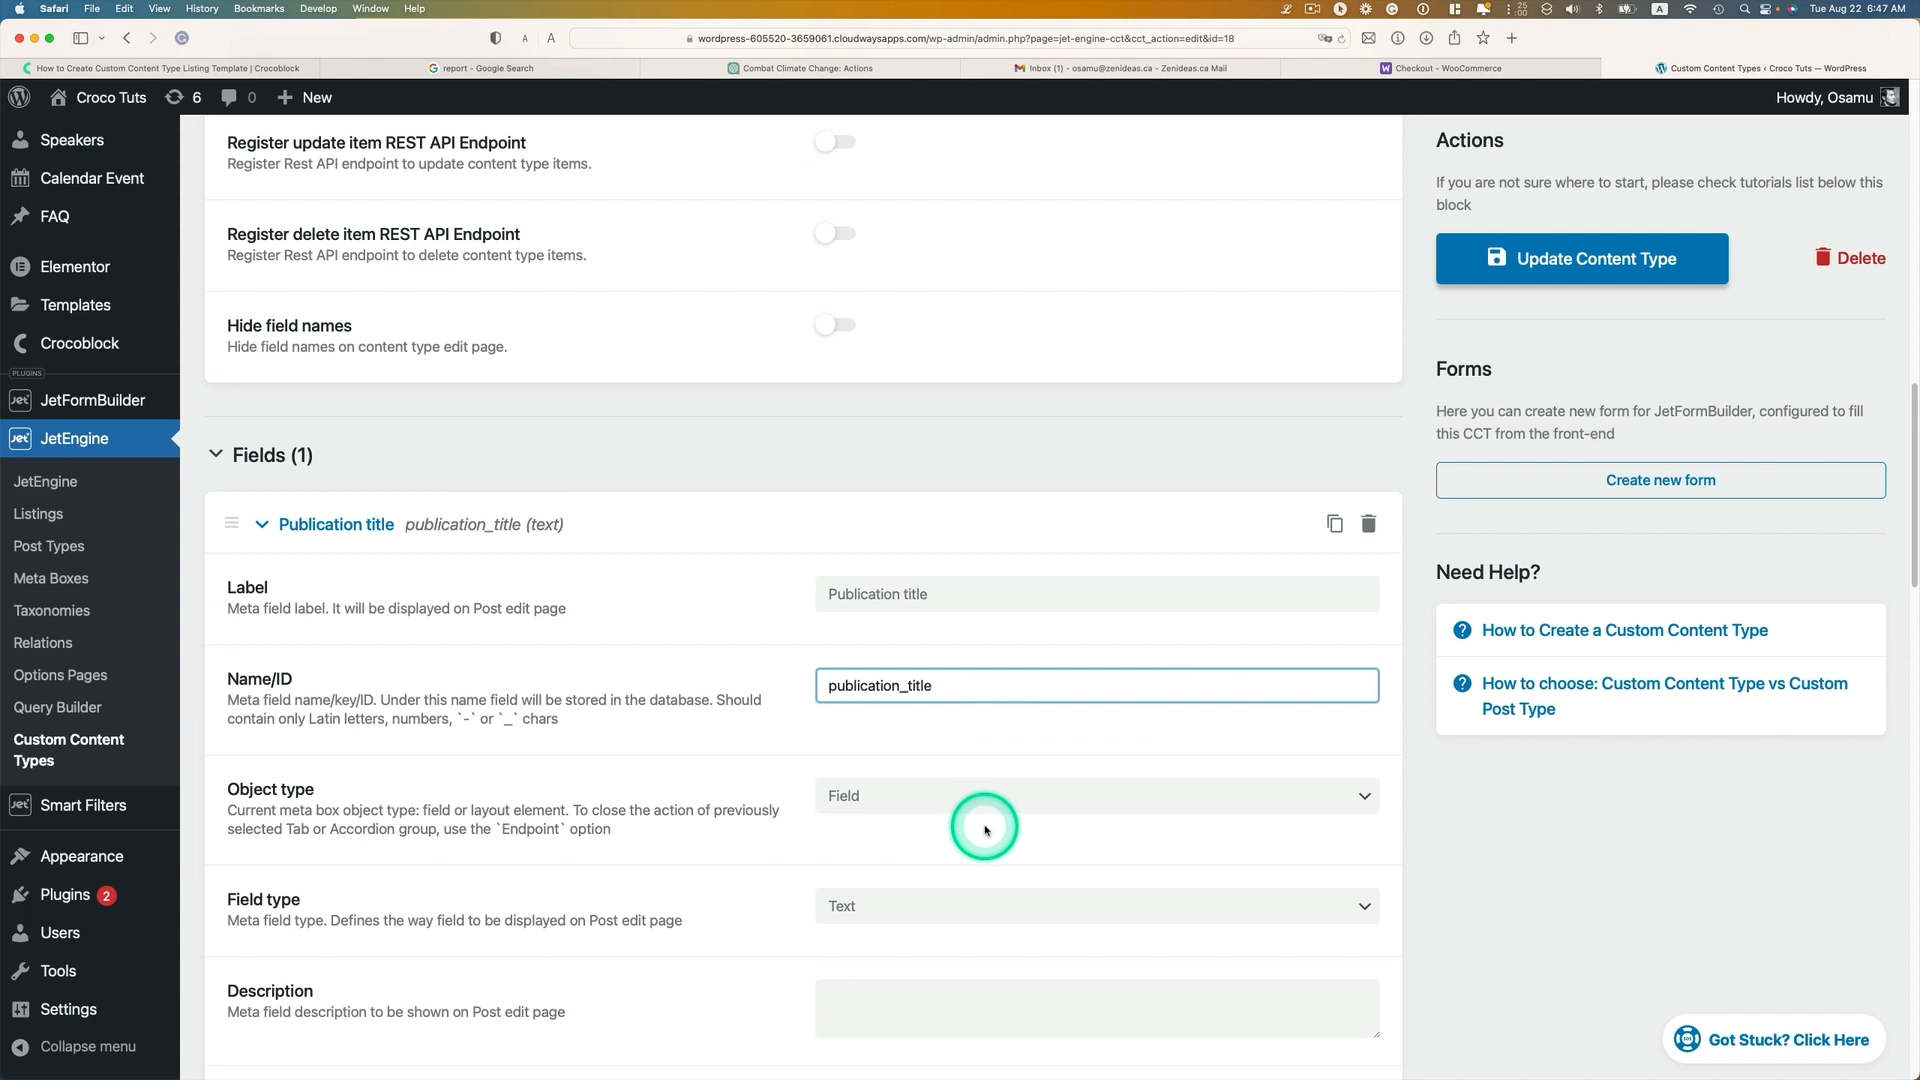 Safari File Edit View History Bookmarks Develop Window Help
Tue Aug 22 6:47 AM
A A wordpress-605520-3659061.cloudwaysapps.com/wp-admin/admin.php?page=jet-engine-cct&cct_action=edit&id=18
How to Create Custom Content Type Listing Template | Crocoblock
report - Google Search
Combat Climate Change: Actions
Inbox (1) - osamu@zenideas.ca - Zenideas.ca Mail
Checkout - WooCommerce
Custom Content Types ‹ Croco Tuts — WordPress
Croco Tuts 6 0 New
Howdy, Osamu
Speakers
Calendar Event
FAQ
Elementor
Templates
Crocoblock
PLUGINS
JetFormBuilder
JetEngine
JetEngine
Listings
Post Types
Meta Boxes
Taxonomies
Relations
Options Pages
Query Builder
Custom Content
Types
Smart Filters
Appearance
Plugins 2
Users
Tools
Settings
Collapse menu
Register update item REST API Endpoint
Register Rest API endpoint to update content type items.
Register delete item REST API Endpoint
Register Rest API endpoint to delete content type items.
Hide field names
Hide field names on content type edit page.
Fields (1)
Publication title publication_title (text)
Label
Meta field label. It will be displayed on Post edit page
Publication title
Name/ID
Meta field name/key/ID. Under this name field will be stored in the database. Should
contain only Latin letters, numbers, `-` or `_` chars
publication_title
Object type
Current meta box object type: field or layout element. To close the action of previously
selected Tab or Accordion group, use the `Endpoint` option
Field
Field type
Meta field type. Defines the way field to be displayed on Post edit page
Text
Description
Meta field description to be shown on Post edit page
Actions
If you are not sure where to start, please check tutorials list below this
block
Update Content Type
Delete
Forms
Here you can create new form for JetFormBuilder, configured to fill
this CCT from the front-end
Create new form
Need Help?
How to Create a Custom Content Type
How to choose: Custom Content Type vs Custom
Post Type
Got Stuck? Click Here